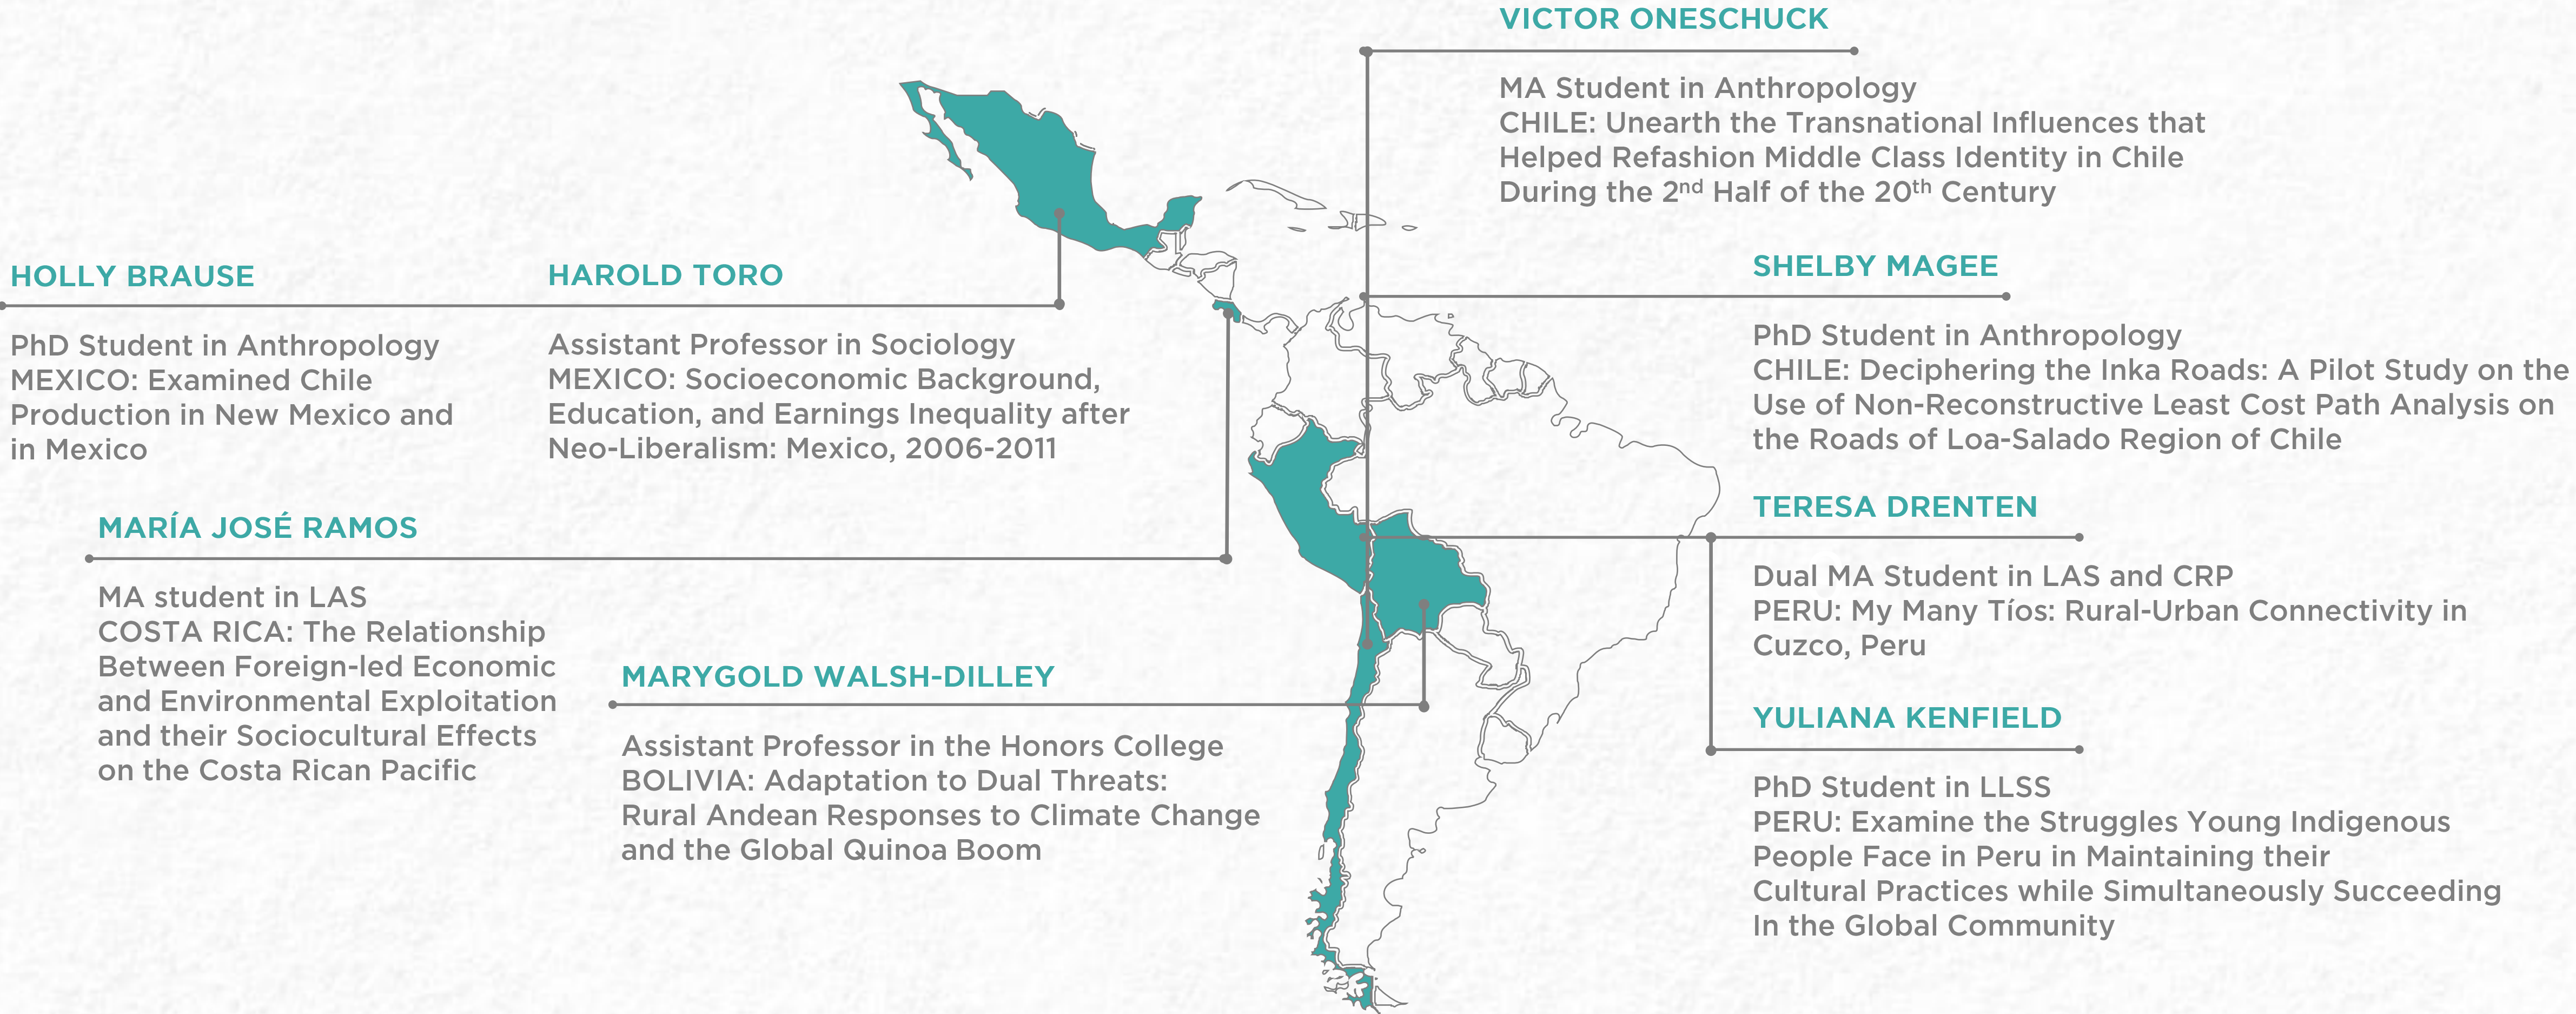 VICTOR ONESCHUCK
MA Student in Anthropology
CHILE: Unearth the Transnational Influences that
Helped Refashion Middle Class Identity in Chile
During the 2nd Half of the 20th Century
HOLLY BRAUSE
PhD Student in Anthropology
MEXICO: Examined Chile
Production in New Mexico and
in Mexico
HAROLD TORO
Assistant Professor in Sociology
MEXICO: Socioeconomic Background,
Education, and Earnings Inequality after
Neo-Liberalism: Mexico, 2006-2011
SHELBY MAGEE
PhD Student in Anthropology
CHILE: Deciphering the Inka Roads: A Pilot Study on the
Use of Non-Reconstructive Least Cost Path Analysis on
the Roads of Loa-Salado Region of Chile
MARÍA JOSÉ RAMOS
MA student in LAS
COSTA RICA: The Relationship
Between Foreign-led Economic
and Environmental Exploitation
and their Sociocultural Effects
on the Costa Rican Pacific
TERESA DRENTEN
Dual MA Student in LAS and CRP
PERU: My Many Tíos: Rural-Urban Connectivity in
Cuzco, Peru
MARYGOLD WALSH-DILLEY
Assistant Professor in the Honors College
BOLIVIA: Adaptation to Dual Threats:
Rural Andean Responses to Climate Change
and the Global Quinoa Boom
YULIANA KENFIELD
PhD Student in LLSS
PERU: Examine the Struggles Young Indigenous
People Face in Peru in Maintaining their
Cultural Practices while Simultaneously Succeeding
In the Global Community